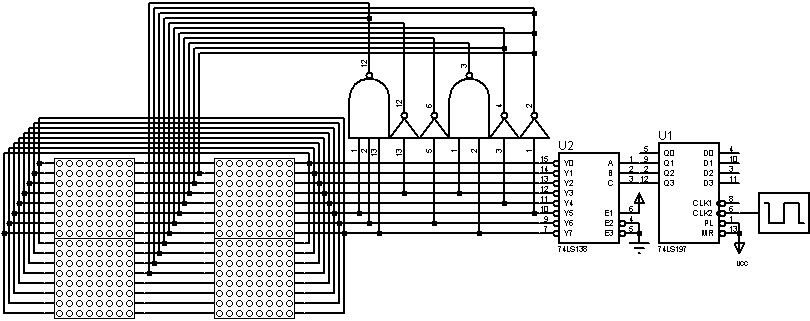 12
3
12
6
4
2
1
2
13
13
5
1
2
3
1
U2
U1
15 Y0 A 1
14 Y1 B 2
13 Y2 C 3
12 Y3
11 Y4
10 Y5 E1 6
9 Y6 E2 4
7 Y7 E3 5
74LS138
5 Q0 D0 4
9 Q1 D1 10
2 Q2 D2 3
12 Q3 D3 11
CLK1 8
CLK2 6
PL 1
MR 13
74LS197
UCC